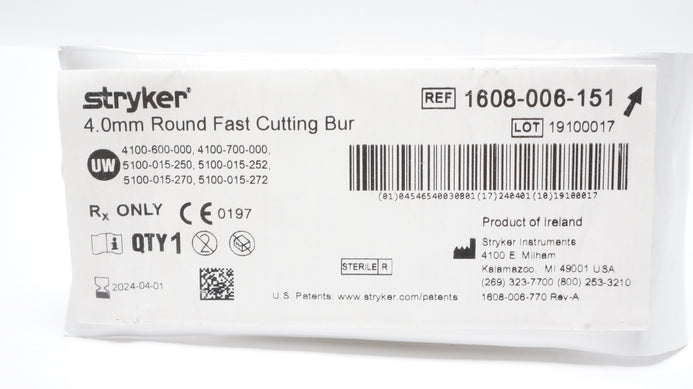 stryker®
4.0mm Round Fast Cutting Bur
REF 1608-006-151
LOT 19100017
UW
4100-600-000, 4100-700-000,
5100-015-250, 5100-015-252,
5100-015-270, 5100-015-272
(01)04546540030801(17)240401(10)19100017
Rx ONLY CE 0197
QTY 1
2
2024-04-01
STERILE R
U.S. Patents: www.stryker.com/patents
Product of Ireland
Stryker Instruments
4100 E. Milham
Kalamazoo, MI 49001 USA
(269) 323-7700 (800) 253-3210
1608-006-770 Rev-A